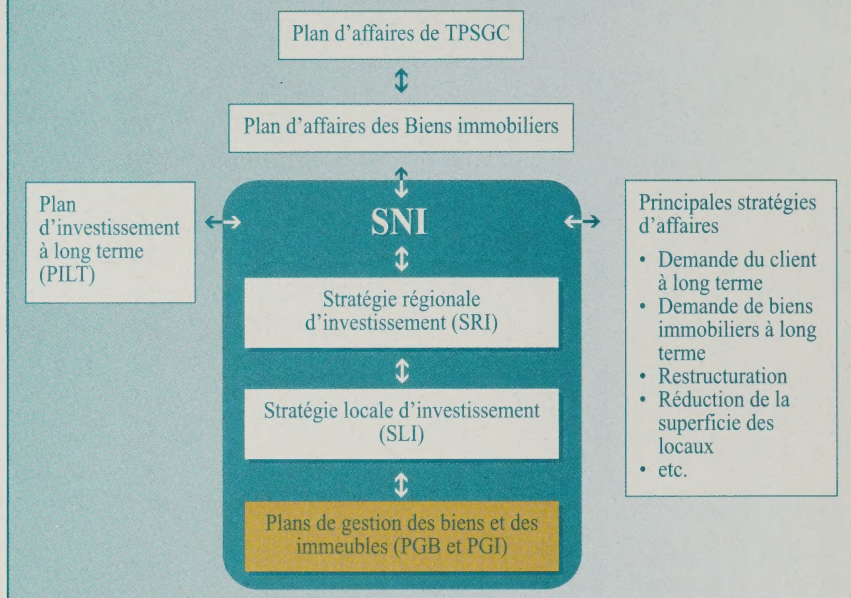 Plan d’affaires de TPSGC
Plan d’affaires des Biens immobiliers
Plan
d’investissement
à long terme
(PILT)
SNI
Stratégie régionale
d’investissement (SRI)
Stratégie locale d’investissement
(SLI)
Plans de gestion des biens et des
immeubles (PGB et PGI)
Principales stratégies
d’affaires
• Demande du client
à long terme
• Demande de biens
immobiliers à long
terme
• Restructuration
• Réduction de la
superficie des
locaux
• etc.